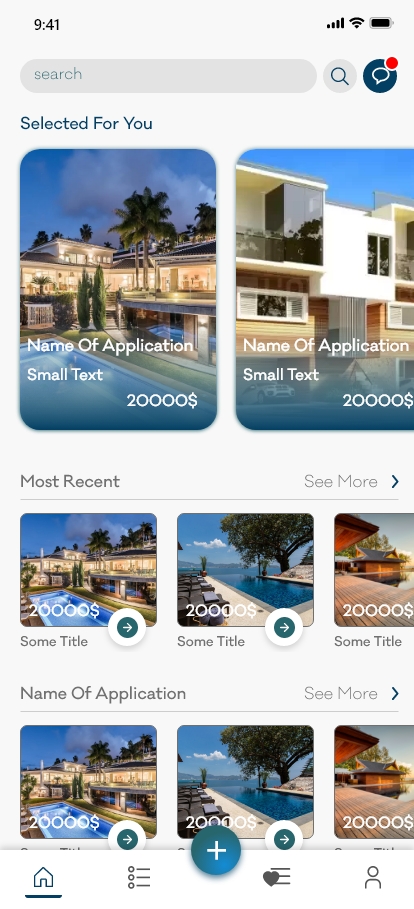 9:41
search
Selected For You
Name Of Application
Small Text
20000$
Name Of Application
Small Text
20000$
Most Recent
See More
20000$
Some Title
20000$
Some Title
20000$
Some Title
Name Of Application
See More
20000$
20000$
20000$